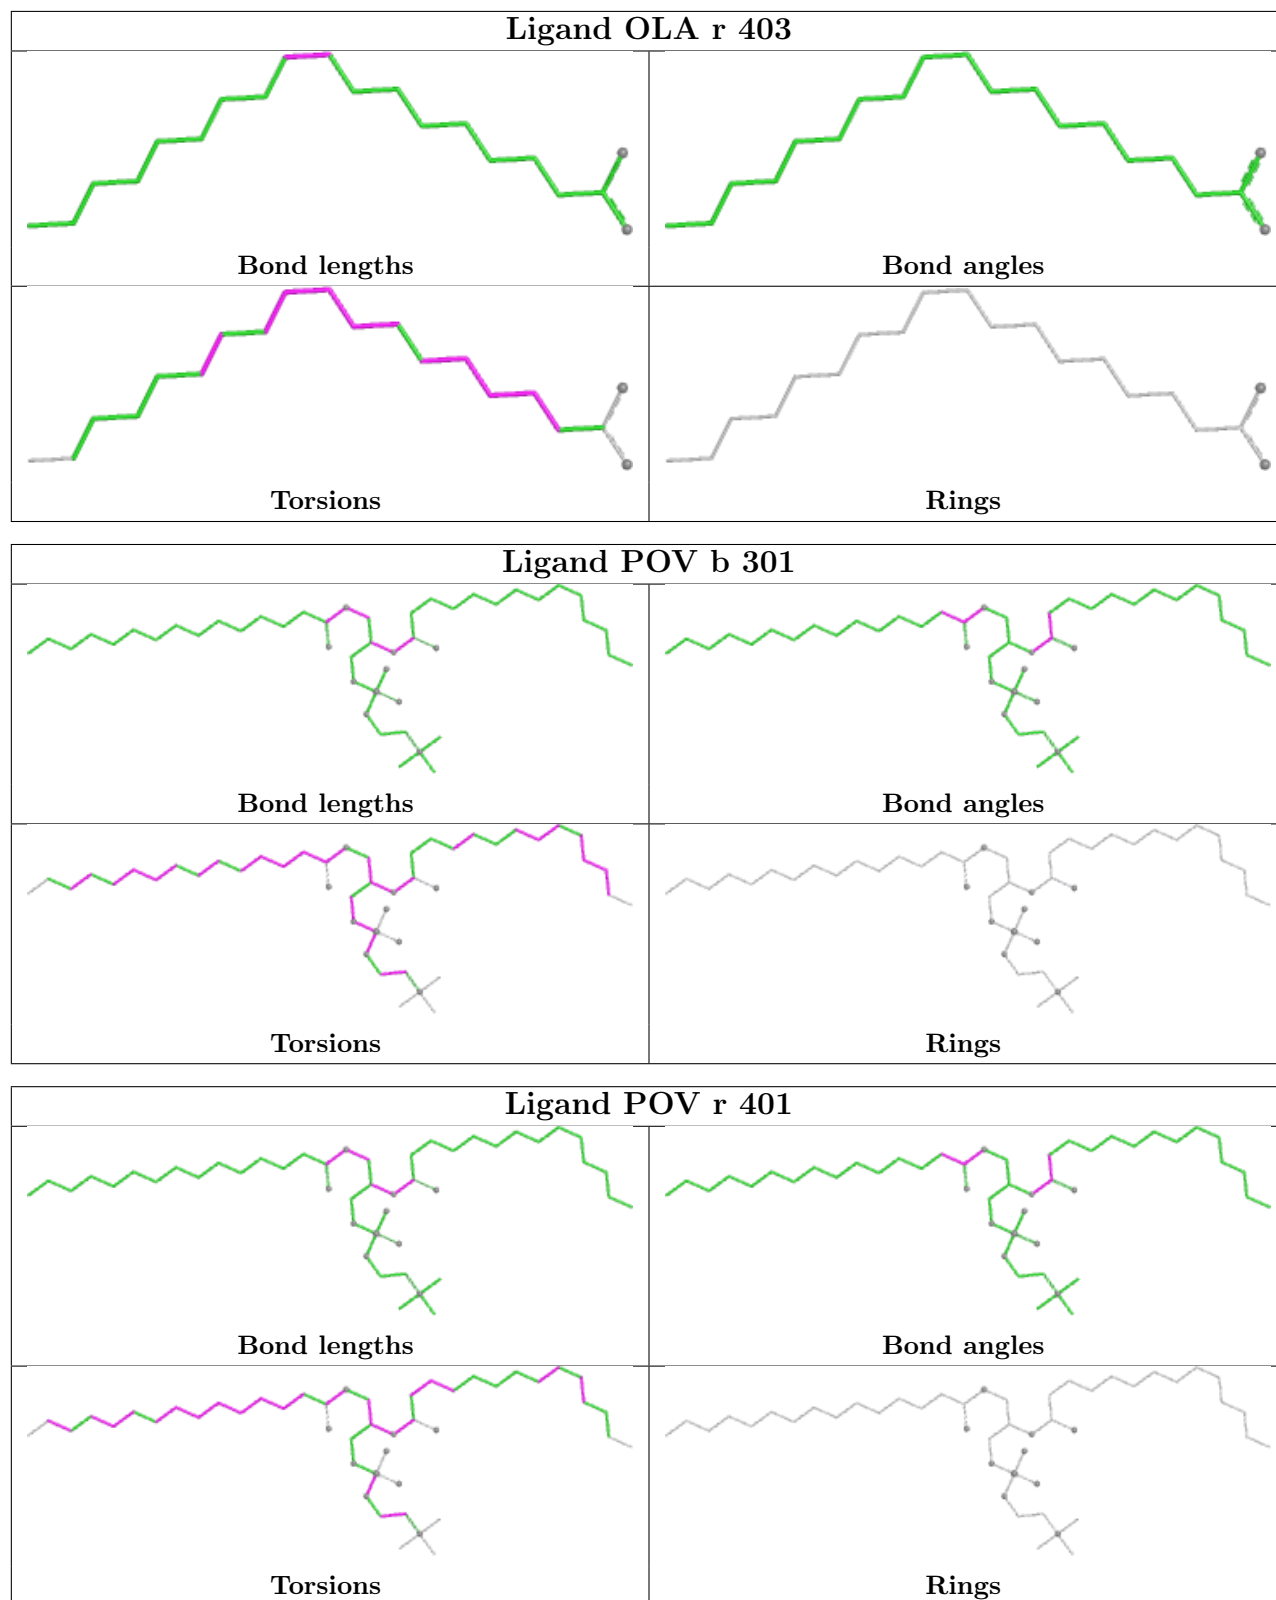 Ligand OLA r 403
Bond lengths
Bond angles
Torsions
Rings
Ligand POV b 301
Bond lengths
Bond angles
Torsions
Rings
Ligand POV r 401
Bond lengths
Bond angles
Torsions
Rings